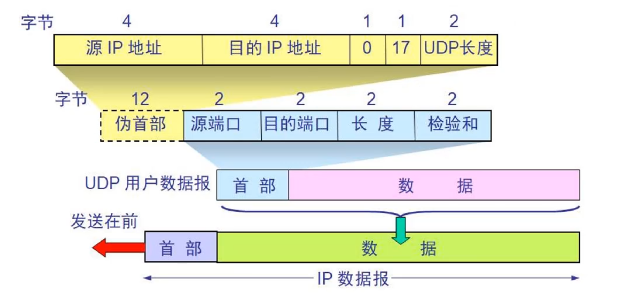 字节 4 4 1 1 2
源 IP 地址 目的 IP 地址 0 17 UDP长度
字节 12 2 2 2 2
伪首部 源端口 目的端口 长 度 检验和
UDP 用户数据报 首 部 数 据
发送在前
首 部 数 据
IP 数据报